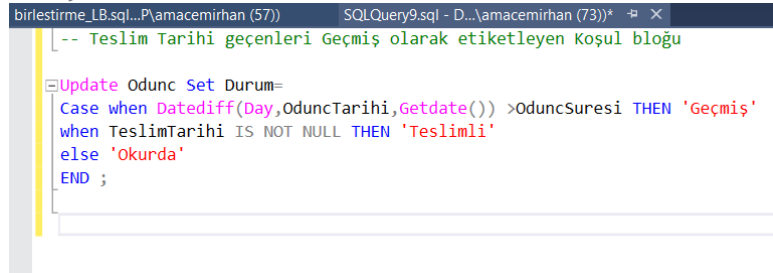 birlestirme_LB.sql...P\amacemirhan (57))
SQLQuery9.sql - D...\amacemirhan (73))*
-- Teslim Tarihi geçenleri Geçmiş olarak etiketleyen Koşul bloğu
Update Odunc Set Durum=
Case when Datediff(Day,OduncTarihi,Getdate()) >OduncSuresi THEN 'Geçmiş'
when TeslimTarihi IS NOT NULL THEN 'Teslimli'
else 'Okurda'
END ;